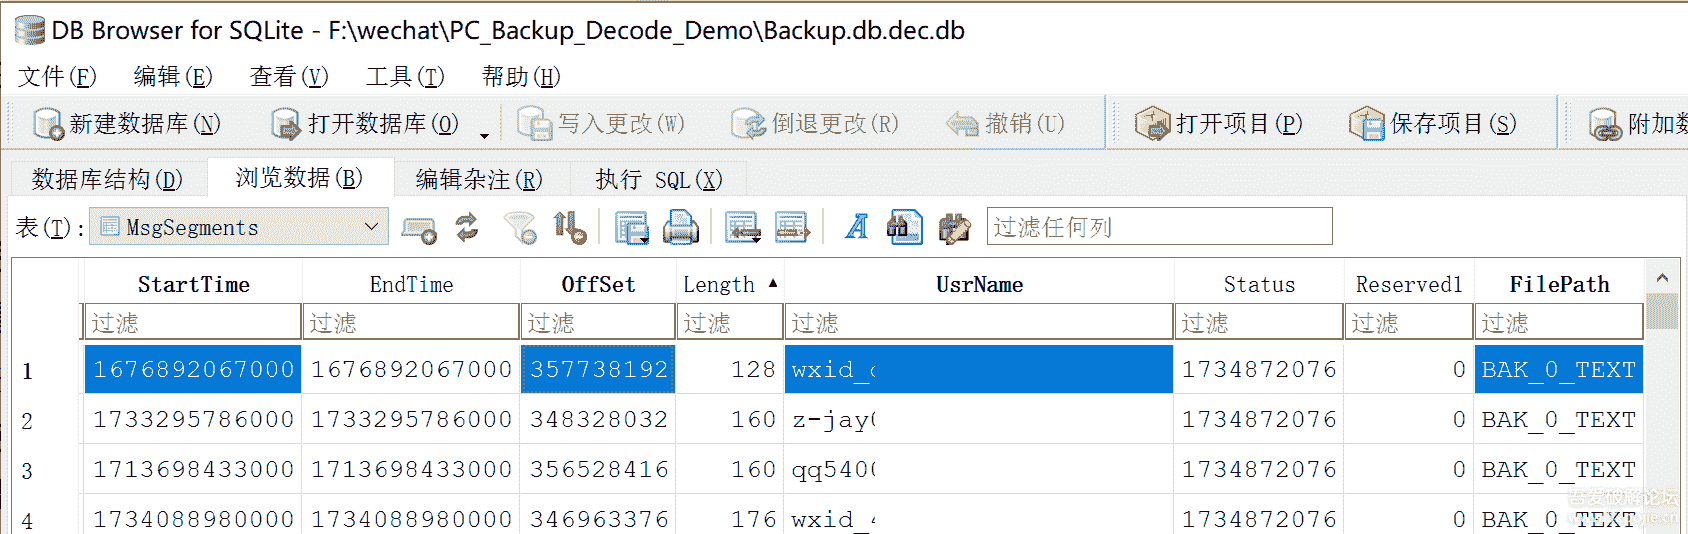 DB Browser for SQLite - F:\wechat\PC_Backup_Decode_Demo\Backup.db.dec.db
文件(F) 编辑(E) 查看(V) 工具(T) 帮助(H)
新建数据库(N) 打开数据库(O) 写入更改(W) 倒退更改(R) 撤销(U) 打开项目(P) 保存项目(S) 附加数
数据库结构(D) 浏览数据(B) 编辑杂注(R) 执行 SQL(X)
表(T): MsgSegments 过滤任何列
StartTime EndTime OffSet Length UsrName Status Reserved1 FilePath
过滤 过滤 过滤 过滤 过滤 过滤 过滤 过滤
1 1676892067000 1676892067000 357738192 128 wxid_ 1734872076 0 BAK_0_TEXT
2 1733295786000 1733295786000 348328032 160 z-jay 1734872076 0 BAK_0_TEXT
3 1713698433000 1713698433000 356528416 160 qq540 1734872076 0 BAK_0_TEXT
4 1734088980000 1734088980000 346963376 176 wxid_ 1734872076 0 BAK_0_TEXT
吾爱破解论坛